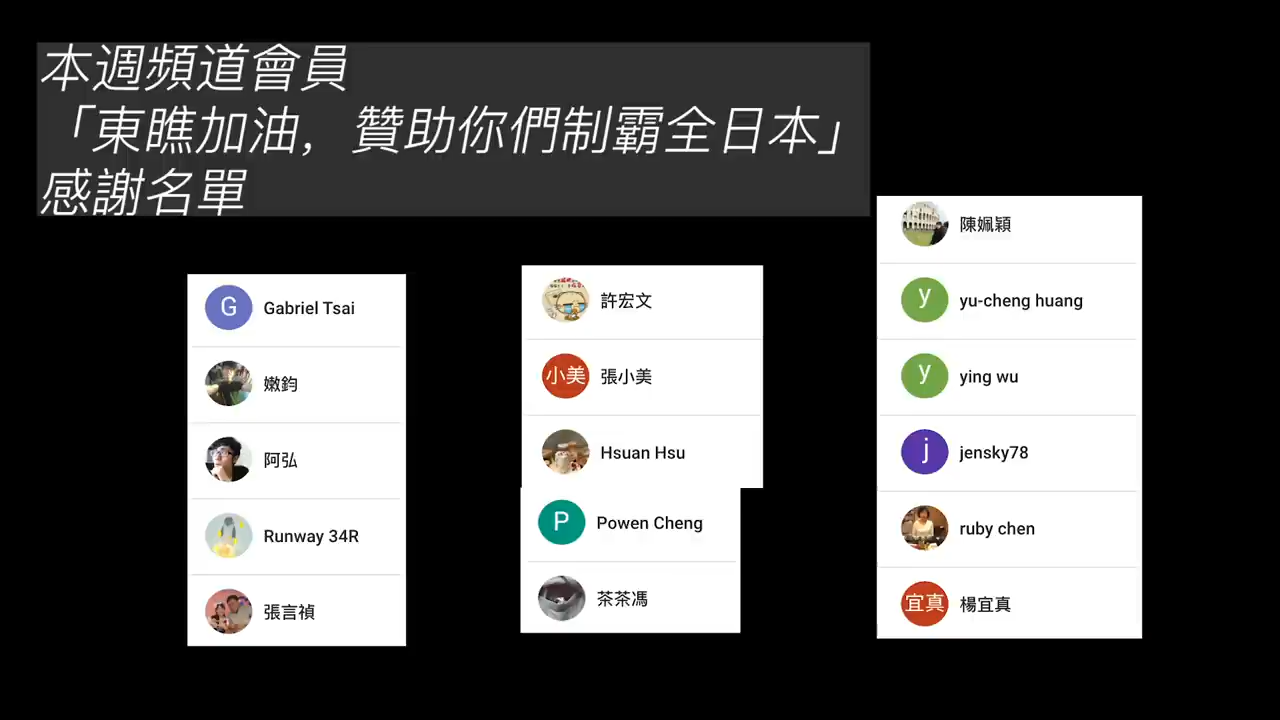 本週頻道會員
「東瞧加油，贊助你們制霸全日本」
感謝名單
G
Gabriel Tsai
嫩鈞
阿弘
Runway 34R
張言禎
許宏文
小美
張小美
Hsuan Hsu
P
Powen Cheng
茶茶馮
陳姵穎
y
yu-cheng huang
y
ying wu
j
jensky78
ruby chen
宜真
楊宜真